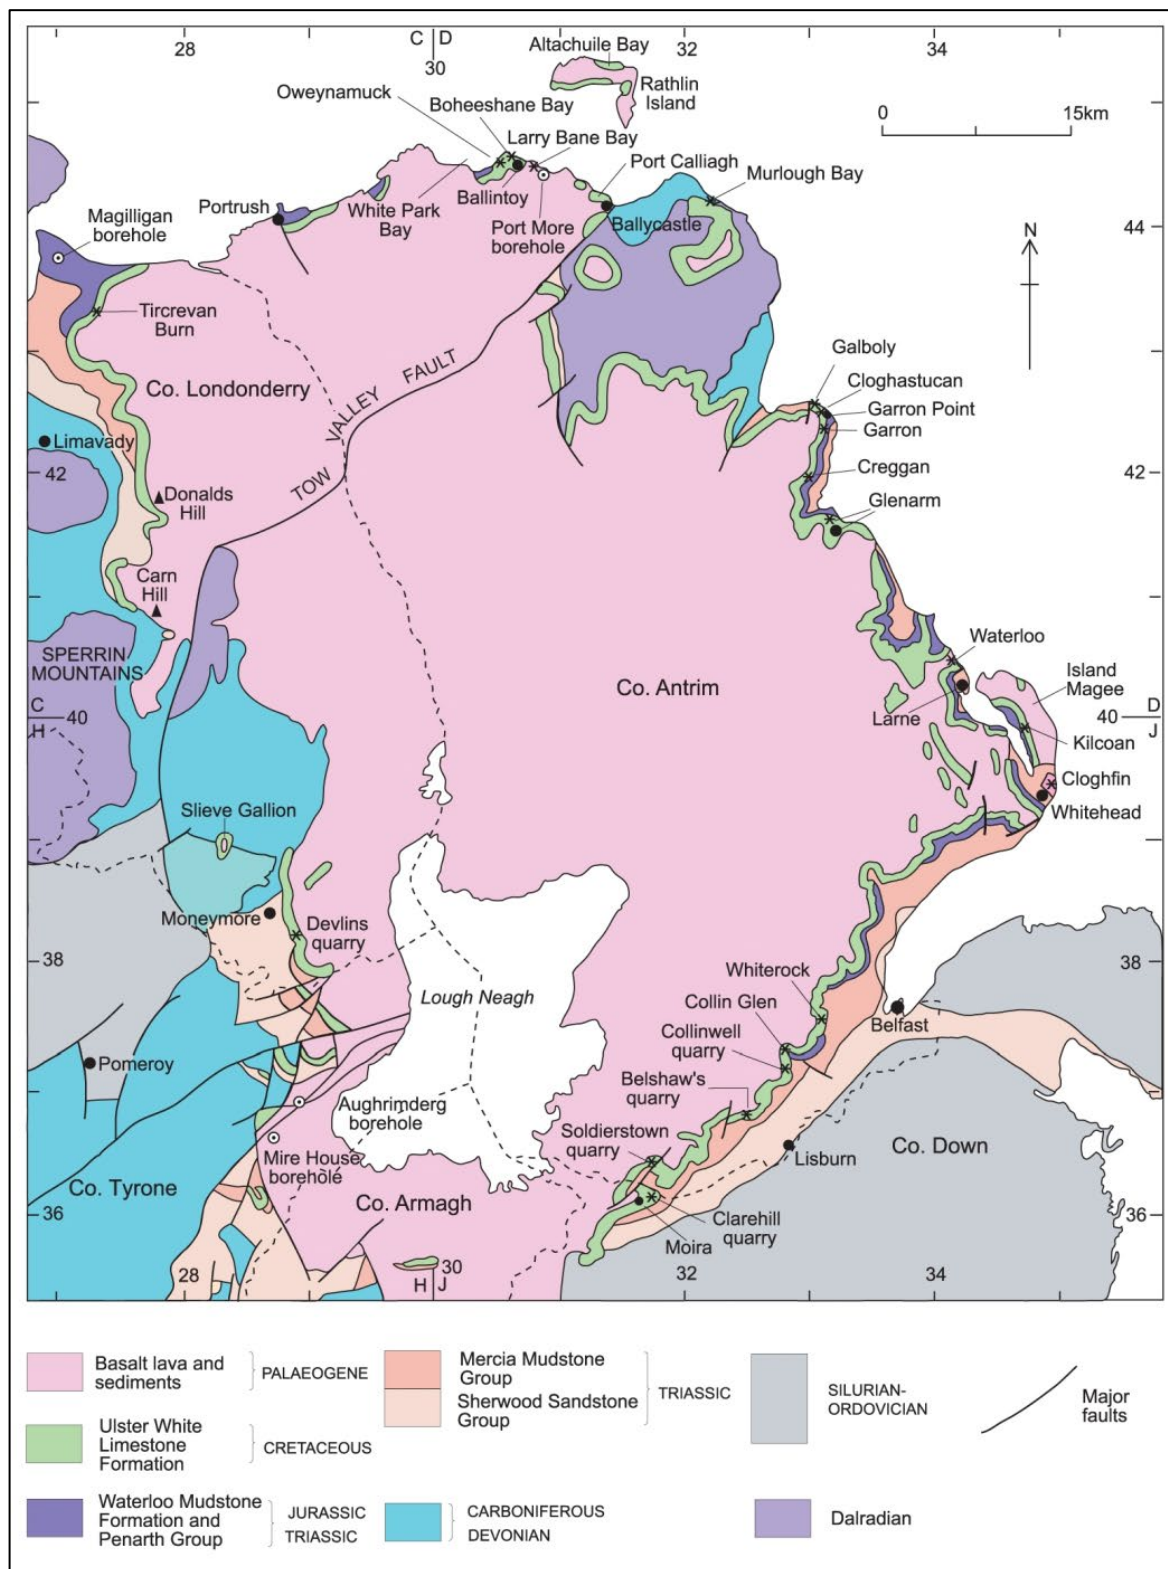 28
C D
30
32
34
Altachuile Bay
Oweynamuck
Boheeshane Bay
Rathlin
Island
0 15km
Larry Bane Bay
Port Calliagh
Murlough Bay
Magilligan
borehole
Portrush
White Park
Bay
Ballintoy
Port More
borehole
Ballycastle
N
44
Tircrevan
Burn
Co. Londonderry
TOW VALLEY FAULT
Galboly
Cloghastucan
Garron Point
Garron
Limavady
42
Creggan
42
Donalds
Hill
Glenarm
Carn
Hill
SPERRIN
MOUNTAINS
Waterloo
Co. Antrim
Island
Magee
C
H
40
Larne
40
D
J
Kilcoan
Cloghfin
Slieve Gallion
Whitehead
Moneymore
Devlins
quarry
38
Lough Neagh
Whiterock
38
Collin Glen
Belfast
Collinwell
quarry
Pomeroy
Belshaw's
quarry
Aughrimderg
borehole
Soldierstown
quarry
Co. Down
Mire House
borehole
Lisburn
Co. Tyrone
Co. Armagh
36
Clarehill
quarry
36
Moira
28
30
H J
32
34
Basalt lava and
sediments
PALAEOGENE
Ulster White
Limestone
Formation
CRETACEOUS
Waterloo Mudstone
Formation and
Penarth Group
JURASSIC
TRIASSIC
Mercia Mudstone
Group
Sherwood Sandstone
Group
TRIASSIC
CARBONIFEROUS
DEVONIAN
SILURIAN-
ORDOVICIAN
Dalradian
Major
faults